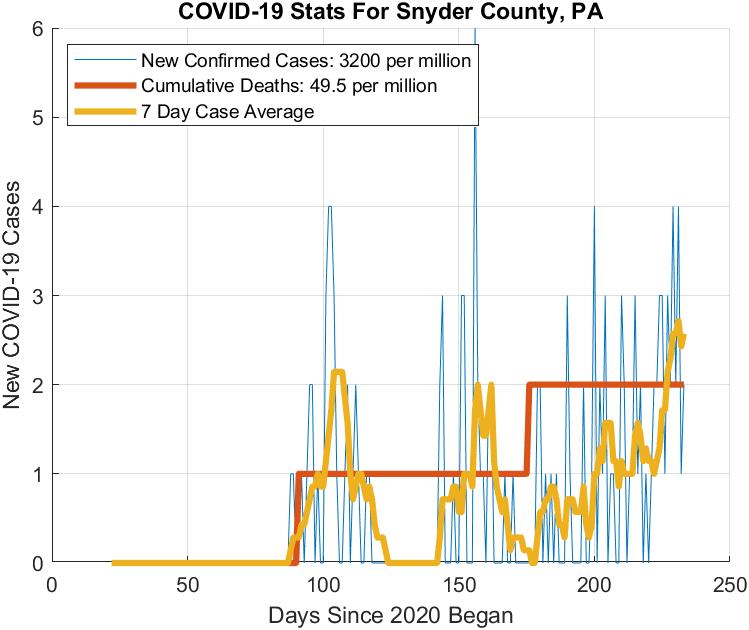 COVID-19 Stats For Snyder County, PA
New Confirmed Cases: 3200 per million
Cumulative Deaths: 49.5 per million
7 Day Case Average
New COVID-19 Cases
6
5
4
3
2
1
0
0 50 100 150 200 250
Days Since 2020 Began